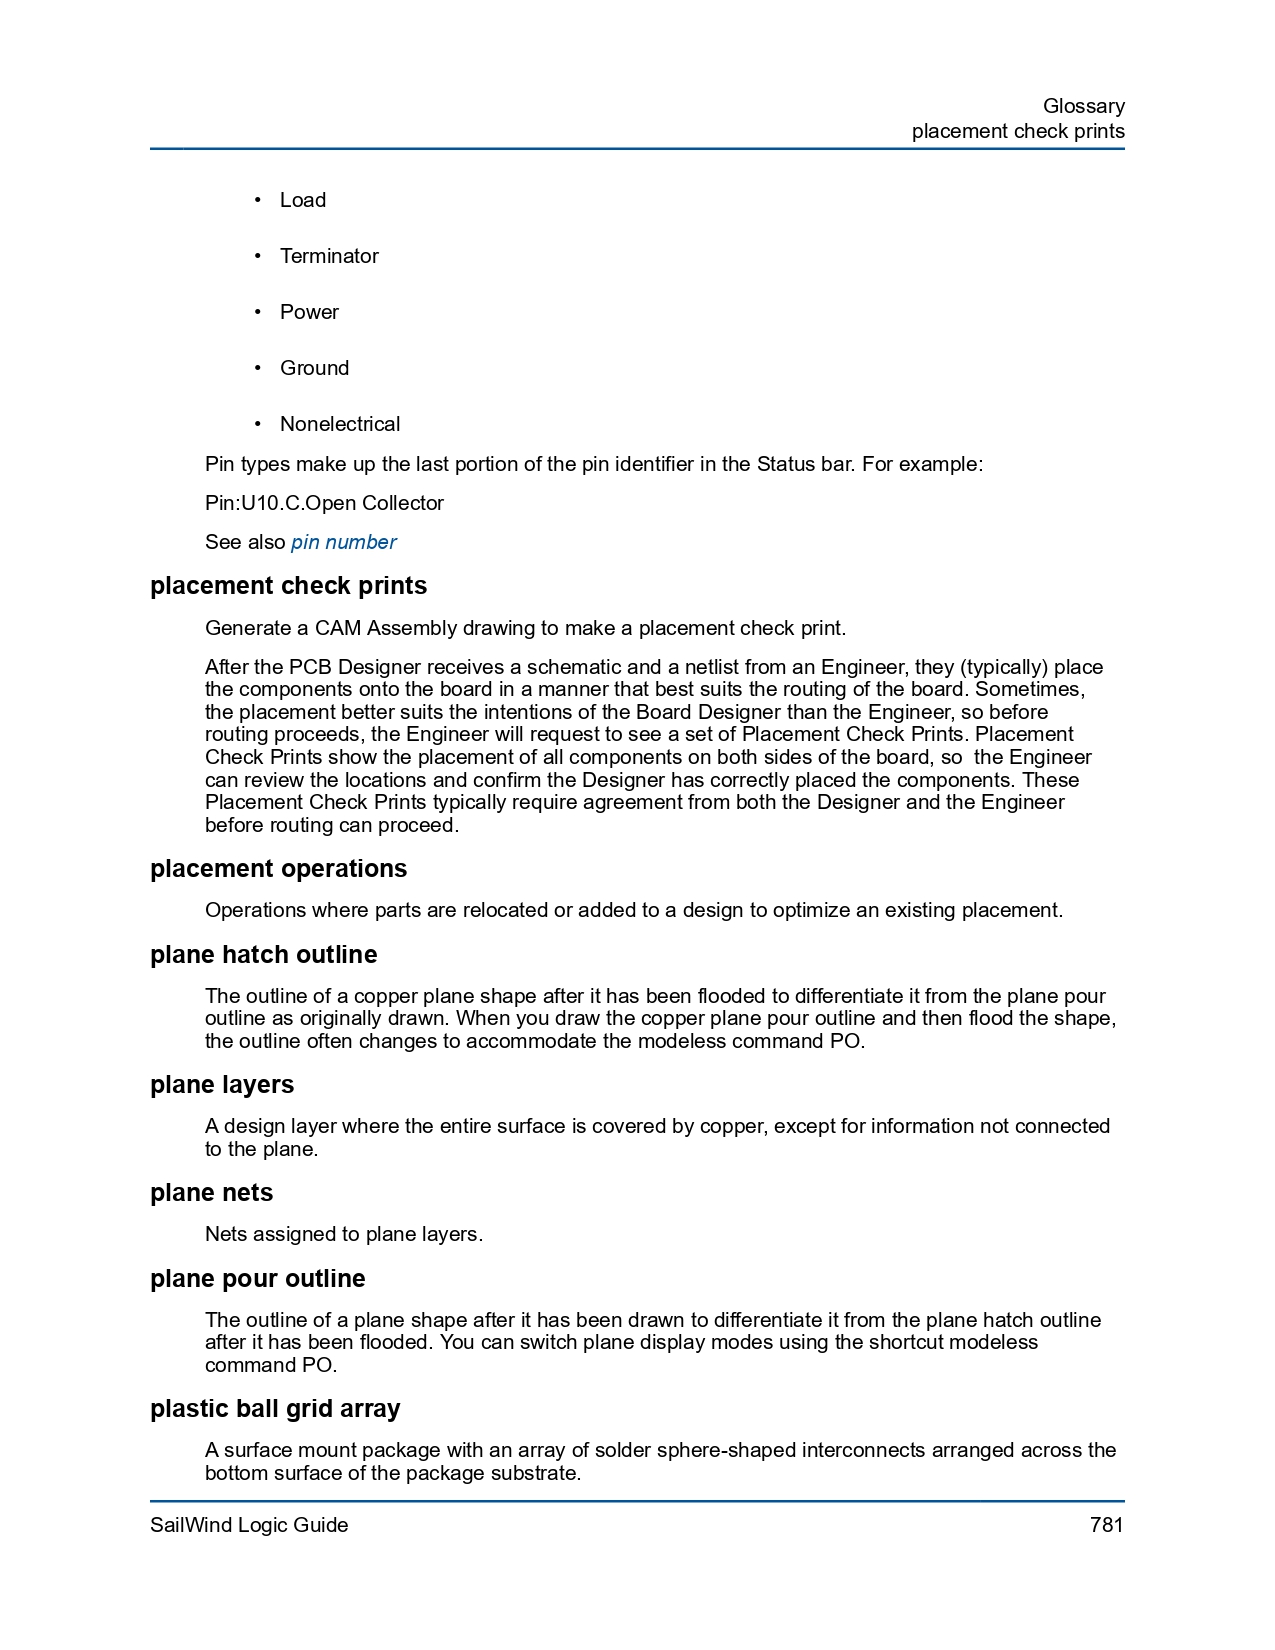 Glossary
placement check prints
• Load
• Terminator
• Power
• Ground
• Nonelectrical
Pin types make up the last portion of the pin identifier in the Status bar. For example:
Pin:U10.C.Open Collector
See also pin number
placement check prints
Generate a CAM Assembly drawing to make a placement check print.
After the PCB Designer receives a schematic and a netlist from an Engineer, they (typically) place
the components onto the board in a manner that best suits the routing of the board. Sometimes,
the placement better suits the intentions of the Board Designer than the Engineer, so before
routing proceeds, the Engineer will request to see a set of Placement Check Prints. Placement
Check Prints show the placement of all components on both sides of the board, so  the Engineer
can review the locations and confirm the Designer has correctly placed the components. These
Placement Check Prints typically require agreement from both the Designer and the Engineer
before routing can proceed.
placement operations
Operations where parts are relocated or added to a design to optimize an existing placement.
plane hatch outline
The outline of a copper plane shape after it has been flooded to differentiate it from the plane pour
outline as originally drawn. When you draw the copper plane pour outline and then flood the shape,
the outline often changes to accommodate the modeless command PO.
plane layers
A design layer where the entire surface is covered by copper, except for information not connected
to the plane.
plane nets
Nets assigned to plane layers.
plane pour outline
The outline of a plane shape after it has been drawn to differentiate it from the plane hatch outline
after it has been flooded. You can switch plane display modes using the shortcut modeless
command PO.
plastic ball grid array
A surface mount package with an array of solder sphere-shaped interconnects arranged across the
bottom surface of the package substrate.
SailWind Logic Guide
781